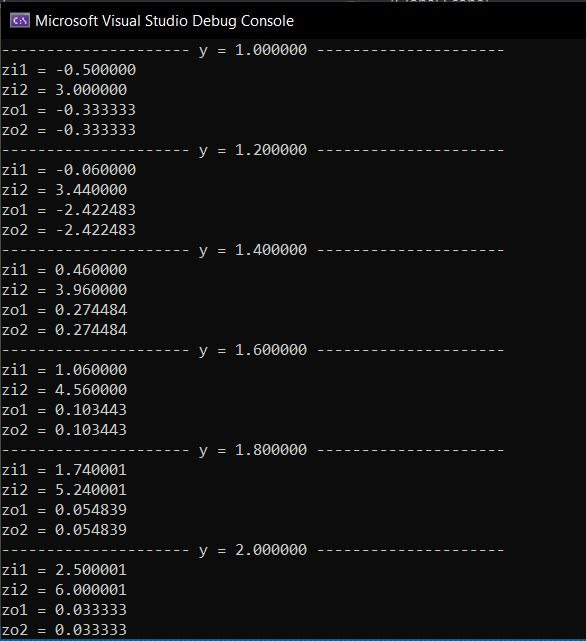 Microsoft Visual Studio Debug Console
--------------------- y = 1.000000 ---------------------
zi1 = -0.500000
zi2 = 3.000000
zo1 = -0.333333
zo2 = -0.333333
--------------------- y = 1.200000 ---------------------
zi1 = -0.060000
zi2 = 3.440000
zo1 = -2.422483
zo2 = -2.422483
--------------------- y = 1.400000 ---------------------
zi1 = 0.460000
zi2 = 3.960000
zo1 = 0.274484
zo2 = 0.274484
--------------------- y = 1.600000 ---------------------
zi1 = 1.060000
zi2 = 4.560000
zo1 = 0.103443
zo2 = 0.103443
--------------------- y = 1.800000 ---------------------
zi1 = 1.740001
zi2 = 5.240001
zo1 = 0.054839
zo2 = 0.054839
--------------------- y = 2.000000 ---------------------
zi1 = 2.500001
zi2 = 6.000001
zo1 = 0.033333
zo2 = 0.033333